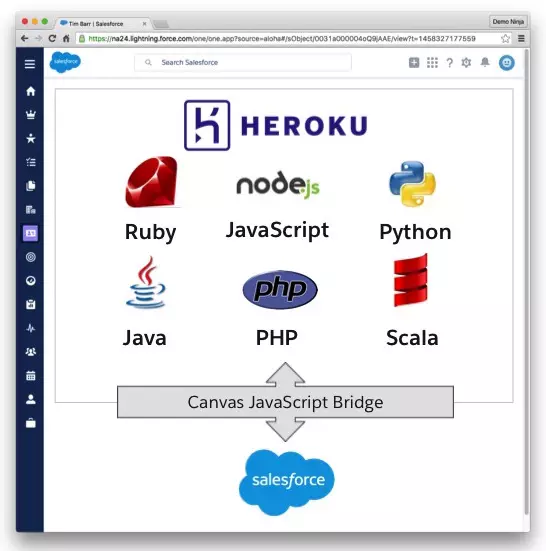 Tim Barr | Salesforce
Demo Ninja
https://na24.lightning.force.com/one/one.app?source=aloha#/sObject/0031a000004oQ9jAAE/view?t=1458327177559
salesforce
Search Salesforce
HEROKU
node.js
Ruby
JavaScript
Python
Java
php
PHP
Scala
Canvas JavaScript Bridge
salesforce